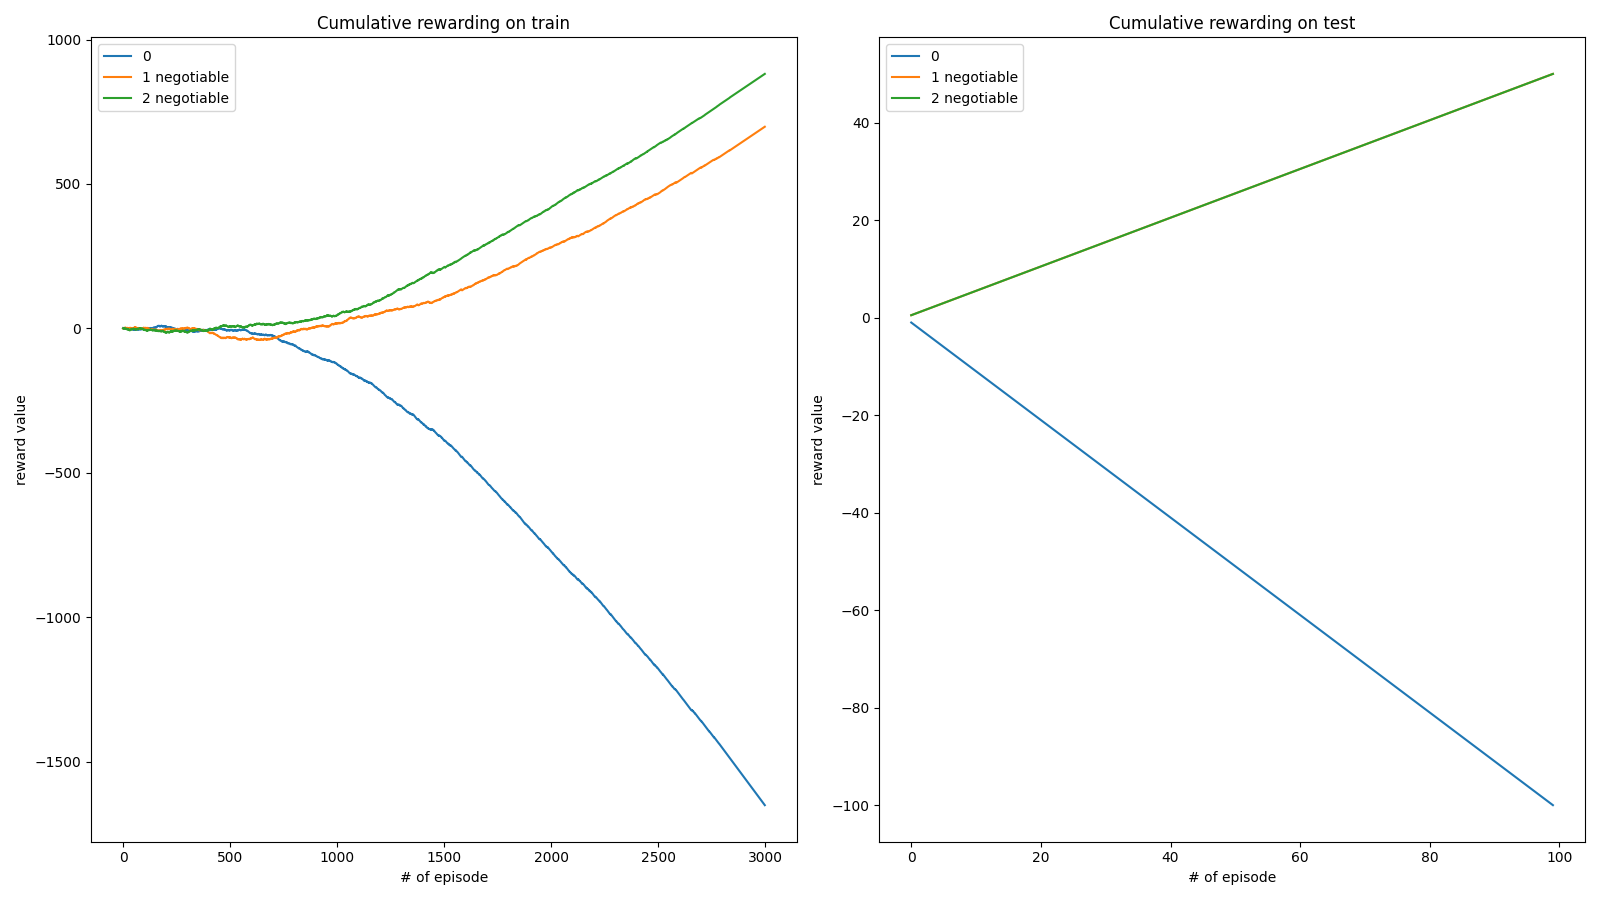 Cumulative rewarding on train
1000
500
0
−500
−1000
−1500
reward value
0
1 negotiable
2 negotiable
0
500
1000
1500
2000
2500
3000
# of episode
Cumulative rewarding on test
40
20
0
−20
−40
−60
−80
−100
reward value
0
1 negotiable
2 negotiable
0
20
40
60
80
100
# of episode